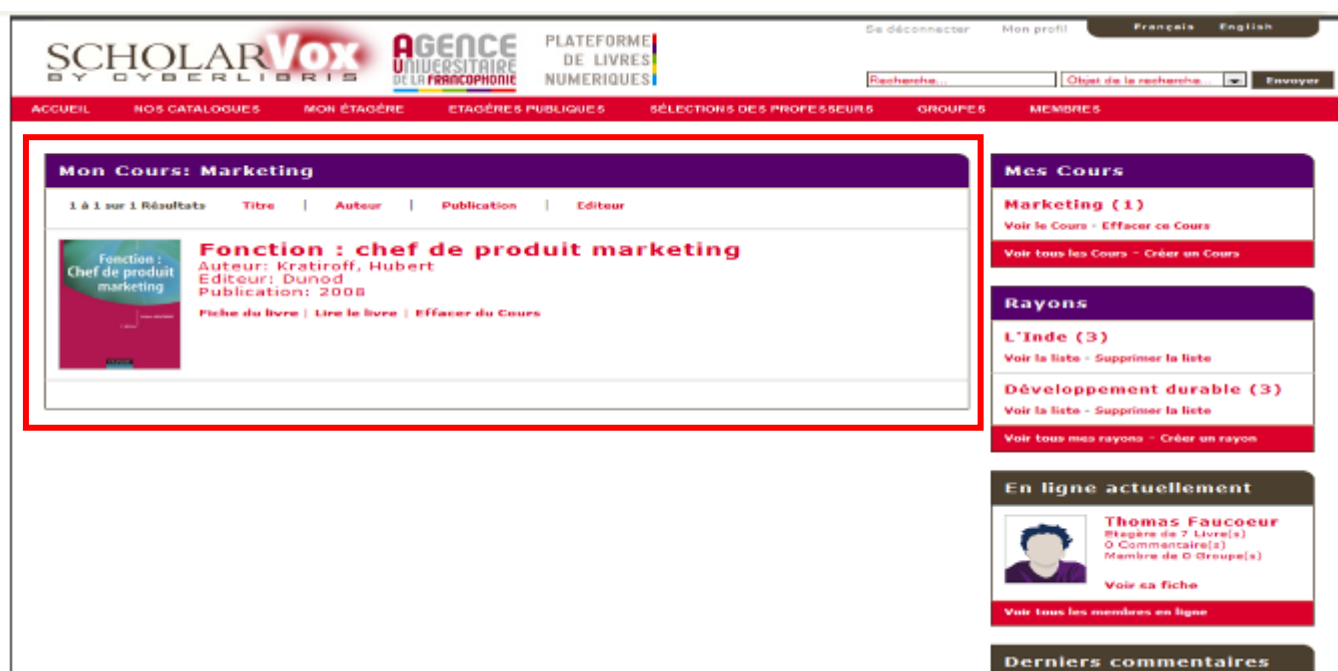 Se déconnecter Mon profil Français English
SCHOLARVOX
BY CYBERLIBRIS
AGENCE
UNIVERSITAIRE
DE LA FRANCOPHONIE
PLATEFORME
DE LIVRES
NUMERIQUES
Recherche... Objet de la recherche... Envoyer
ACCUEIL NOS CATALOGUES MON ÉTAGÈRE ETAGÈRES PUBLIQUES SÉLECTIONS DES PROFESSEURS GROUPES MEMBRES
Mon Cours: Marketing
1 à 1 sur 1 Résultats Titre | Auteur | Publication | Editeur
Fonction :
Chef de produit
marketing
Fonction : chef de produit marketing
Auteur: Kratiroff, Hubert
Editeur: Dunod
Publication: 2008
Fiche du livre | Lire le livre | Effacer du Cours
Mes Cours
Marketing (1)
Voir le Cours - Effacer ce Cours
Voir tous les Cours - Créer un Cours
Rayons
L'Inde (3)
Voir la liste - Supprimer la liste
Développement durable (3)
Voir la liste - Supprimer la liste
Voir tous mes rayons - Créer un rayon
En ligne actuellement
Thomas Faucoeur
Etagère de 7 Livre(s)
0 Commentaire(s)
Membre de 0 Groupe(s)
Voir sa fiche
Voir tous les membres en ligne
Derniers commentaires